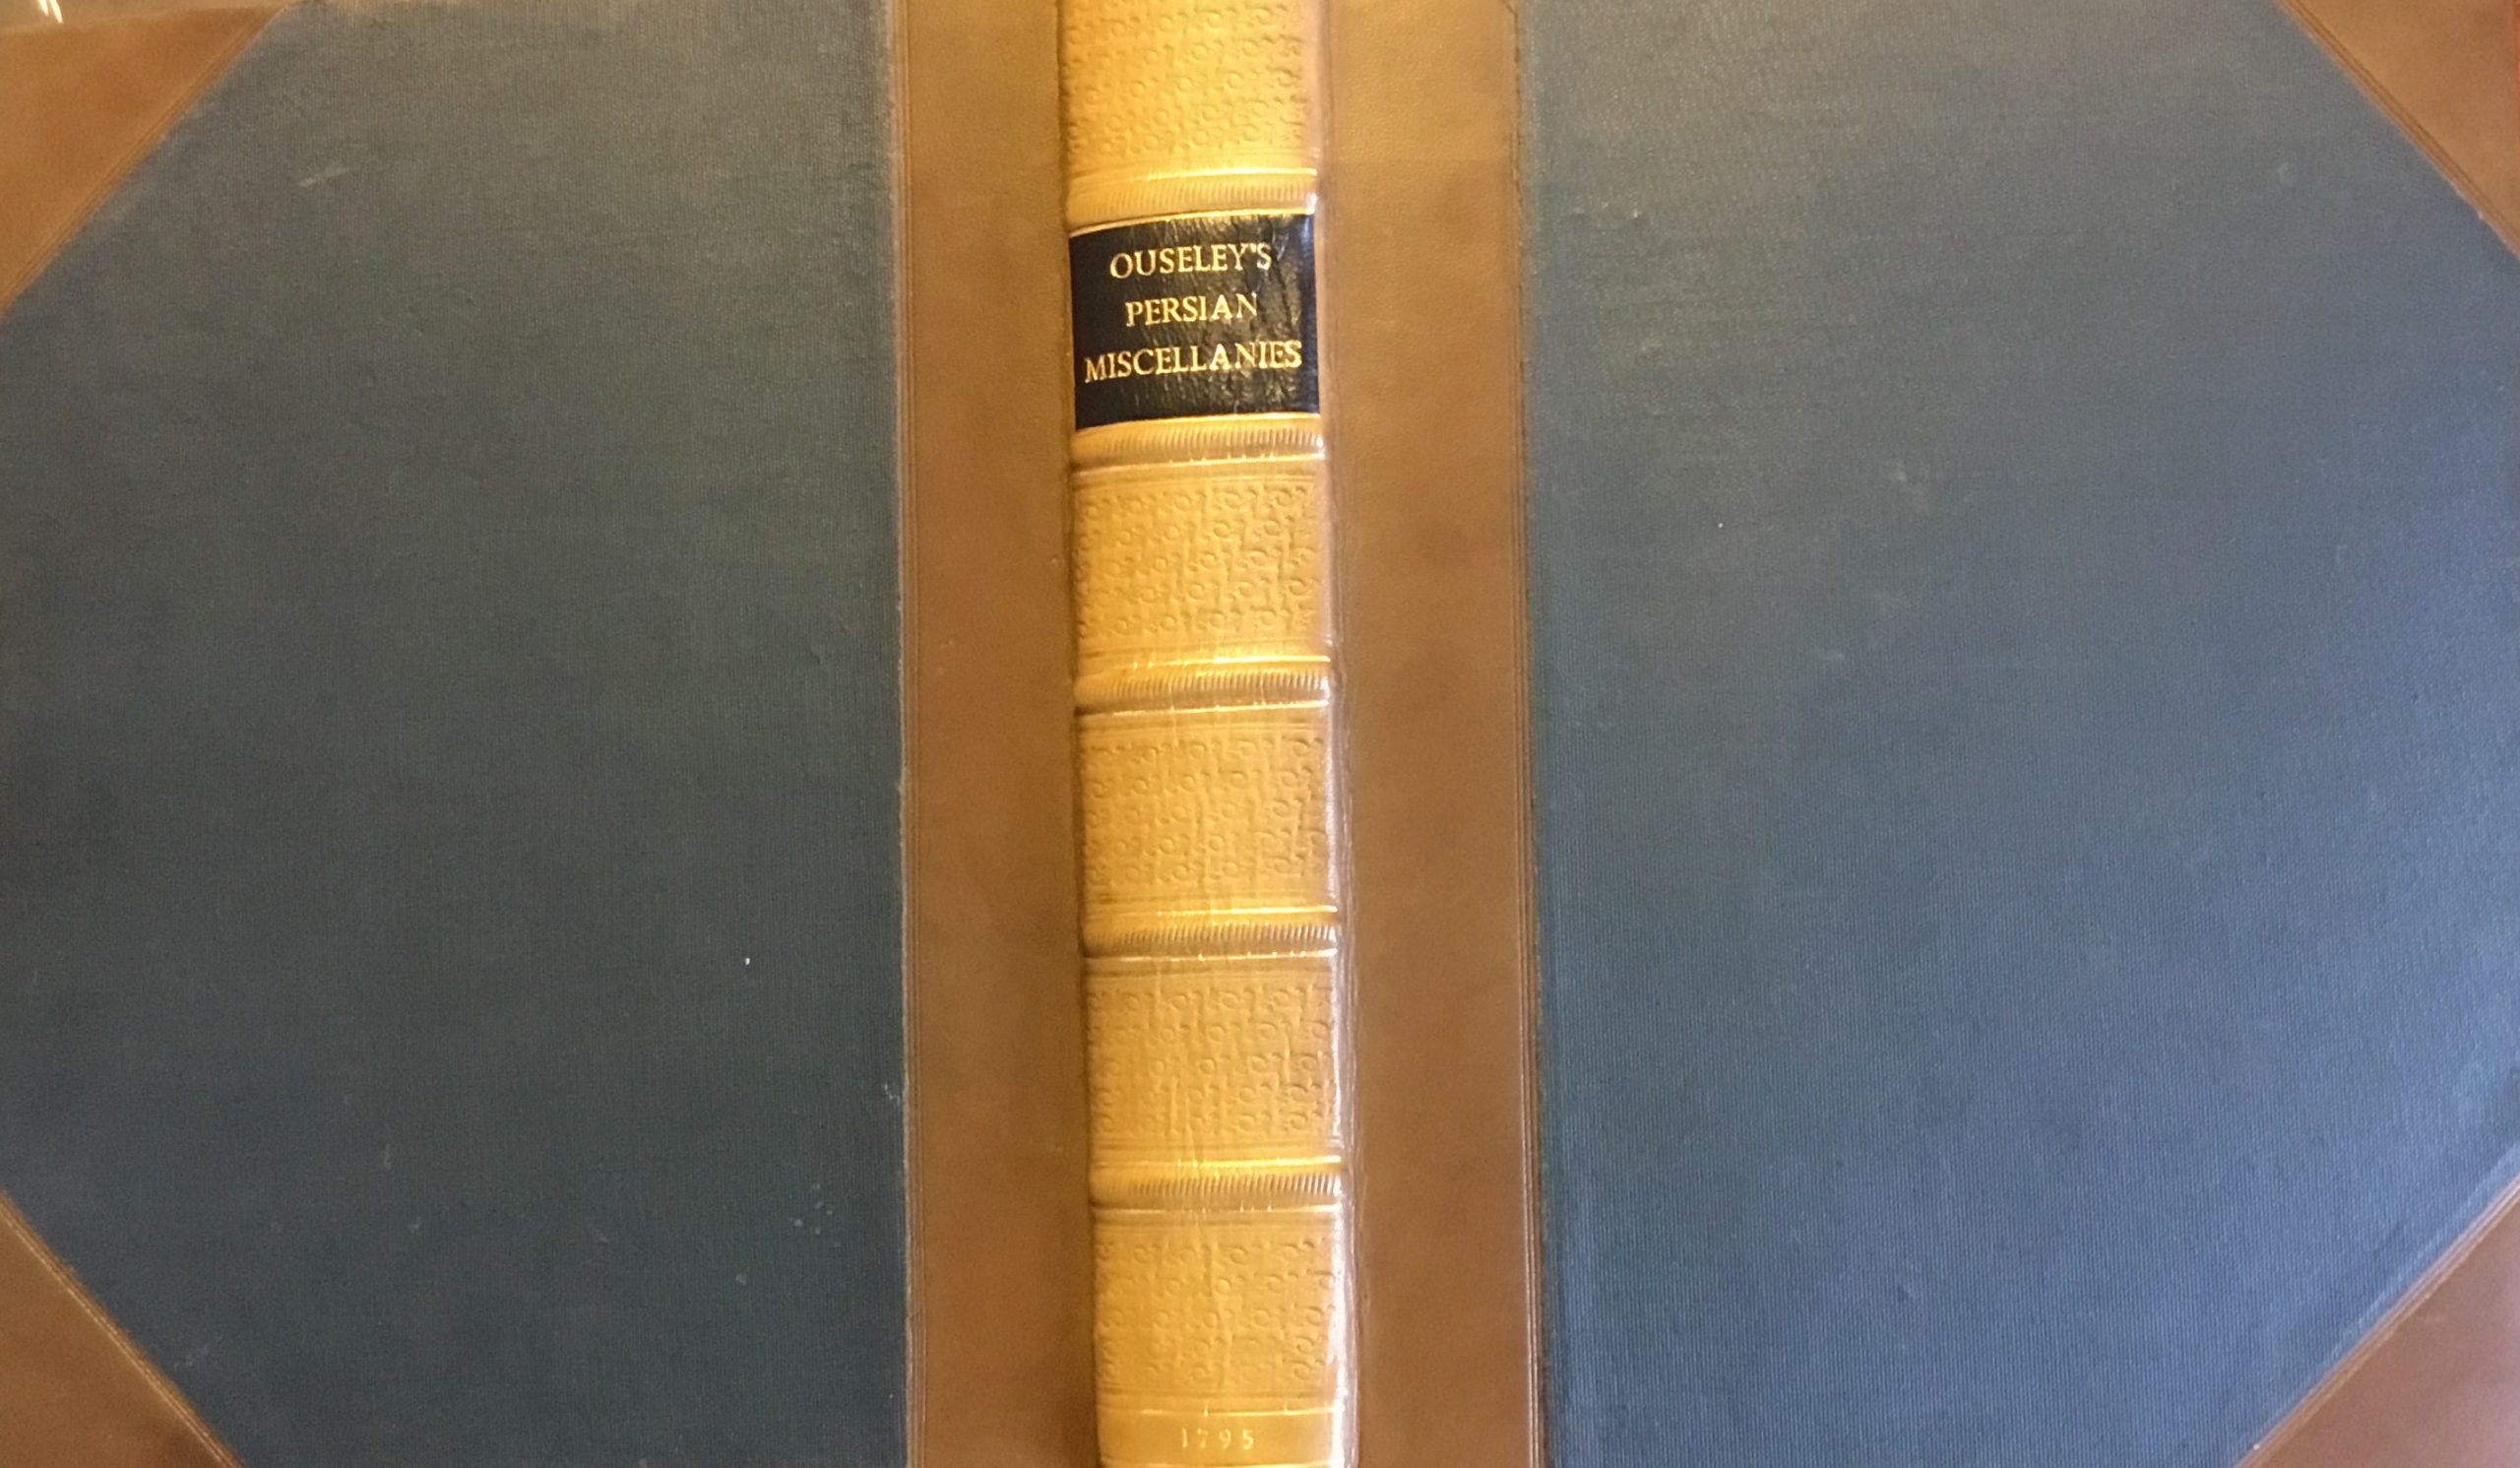 OUSELEY'S
PERSIAN
MISCELLANIES
1795